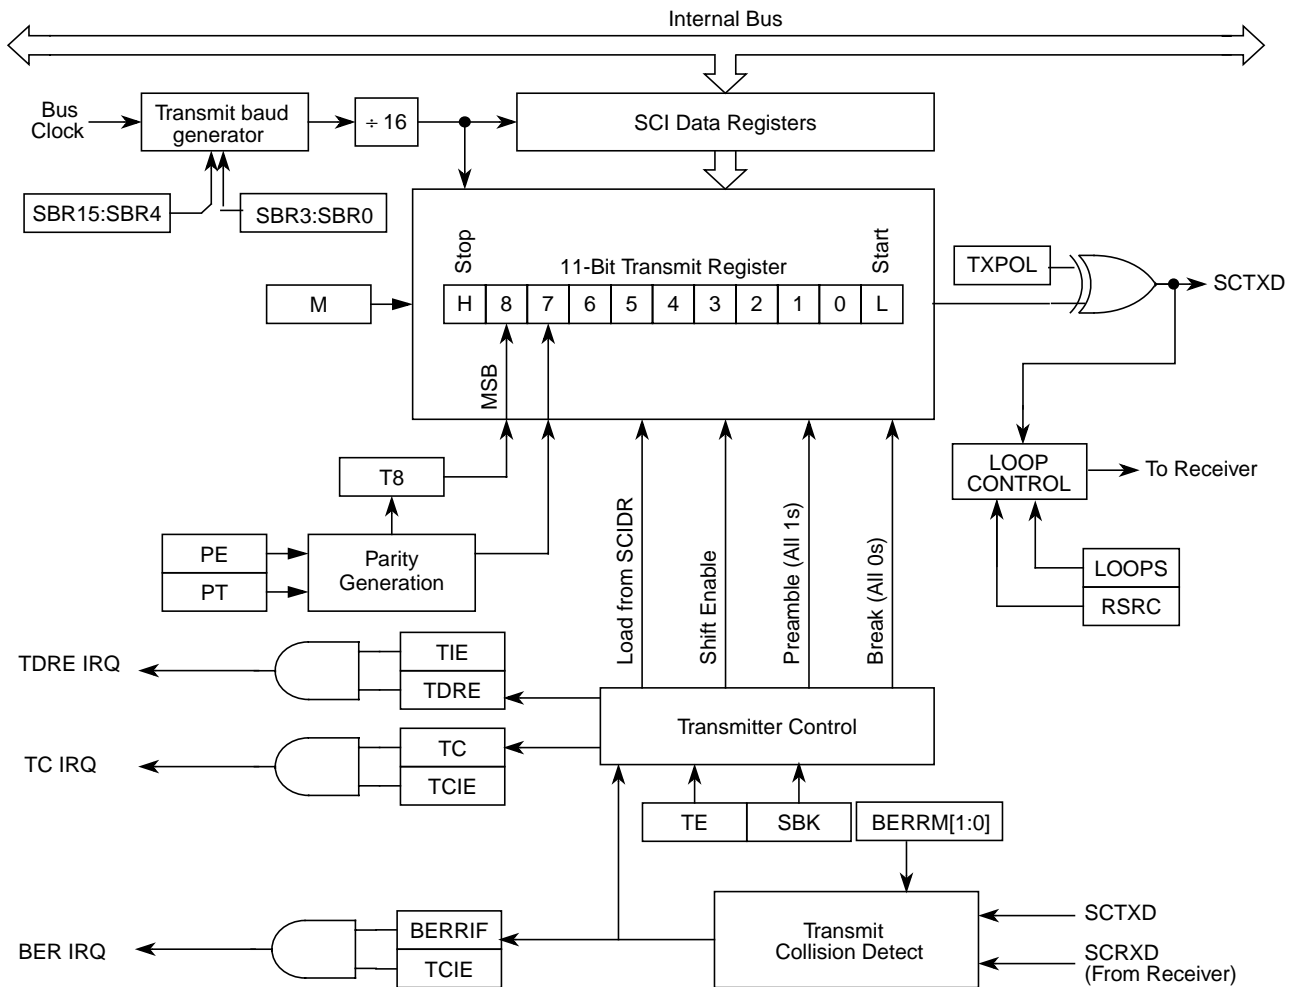 Internal Bus
Bus
Clock
Transmit baud
generator
÷ 16
SCI Data Registers
SBR15:SBR4
SBR3:SBR0
Stop
11-Bit Transmit Register
Start
H 8 7 6 5 4 3 2 1 0 L
M
MSB
TXPOL
SCTXD
T8
LOOP
CONTROL
To Receiver
PE
PT
Parity
Generation
Load from SCIDR
Shift Enable
Preamble (All 1s)
Break (All 0s)
LOOPS
RSRC
TDRE IRQ
TIE
TDRE
Transmitter Control
TC IRQ
TC
TCIE
TE
SBK
BERRM[1:0]
BER IRQ
BERRIF
TCIE
Transmit
Collision Detect
SCTXD
SCRXD
(From Receiver)